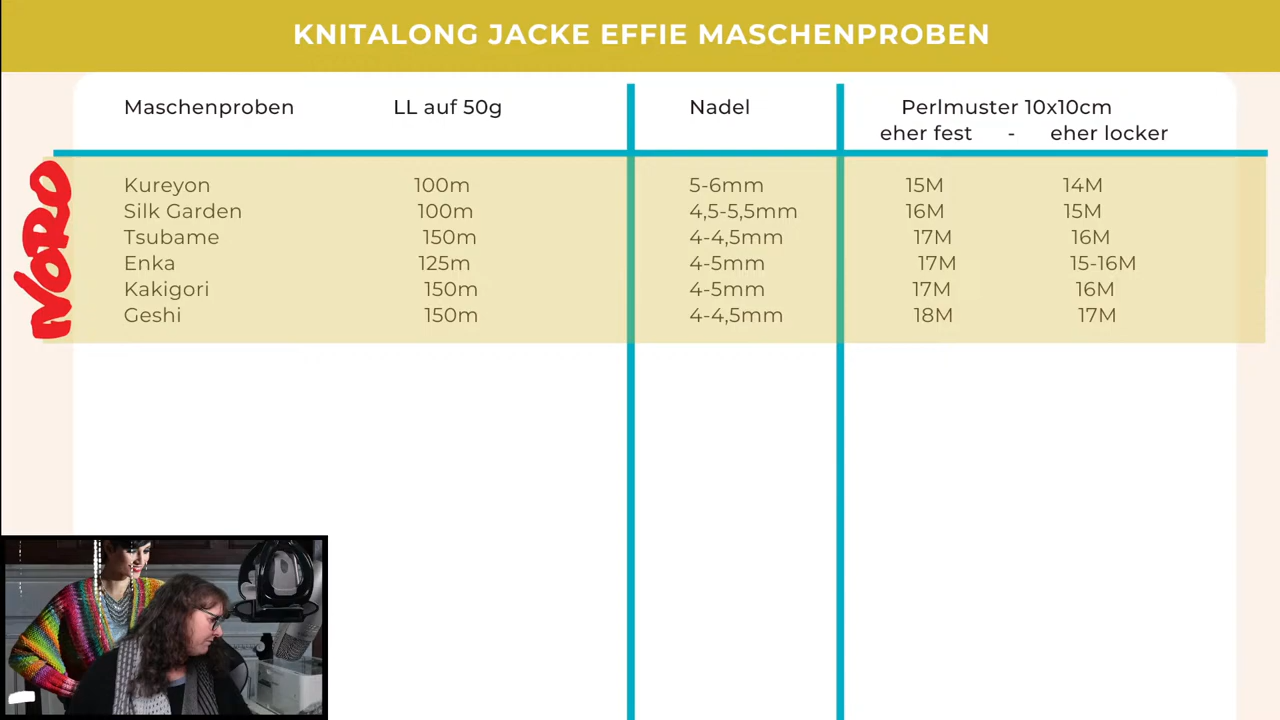 KNITALONG JACKE EFFIE MASCHENPROBEN
Maschenproben LL auf 50g Nadel Perlmuster 10x10cm
eher fest - eher locker
NORO
Kureyon 100m 5-6mm 15M 14M
Silk Garden 100m 4,5-5,5mm 16M 15M
Tsubame 150m 4-4,5mm 17M 16M
Enka 125m 4-5mm 17M 15-16M
Kakigori 150m 4-5mm 17M 16M
Geshi 150m 4-4,5mm 18M 17M